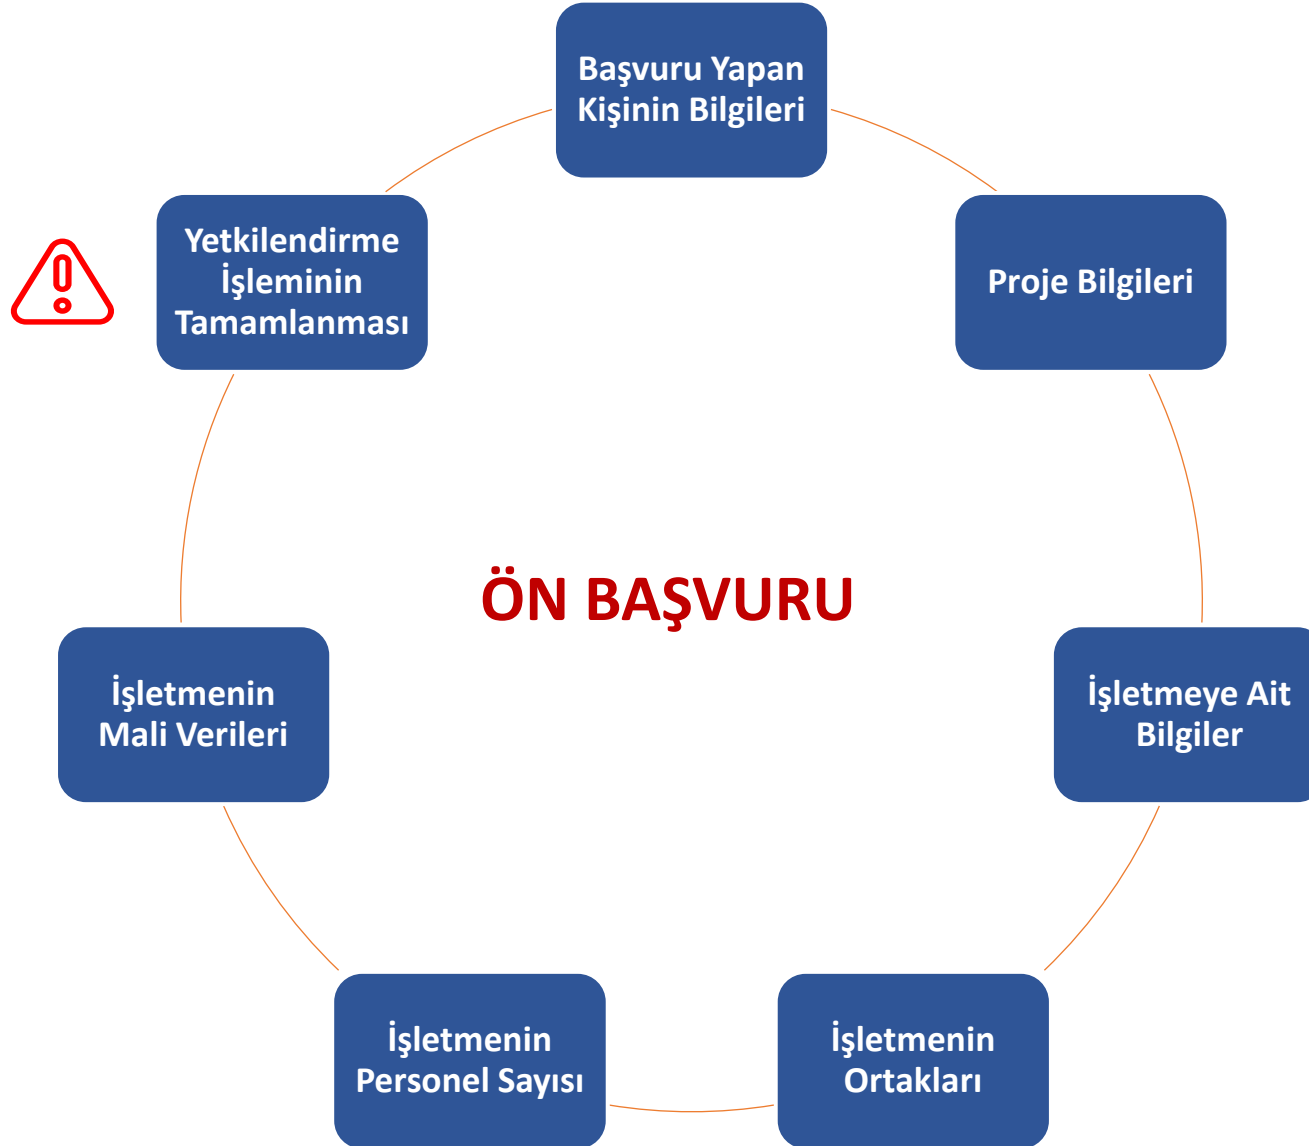 Başvuru Yapan
Kişinin Bilgileri
Proje Bilgileri
İşletmeye Ait
Bilgiler
İşletmenin
Ortakları
İşletmenin
Personel Sayısı
İşletmenin
Mali Verileri
Yetkilendirme
İşleminin
Tamamlanması
ÖN BAŞVURU